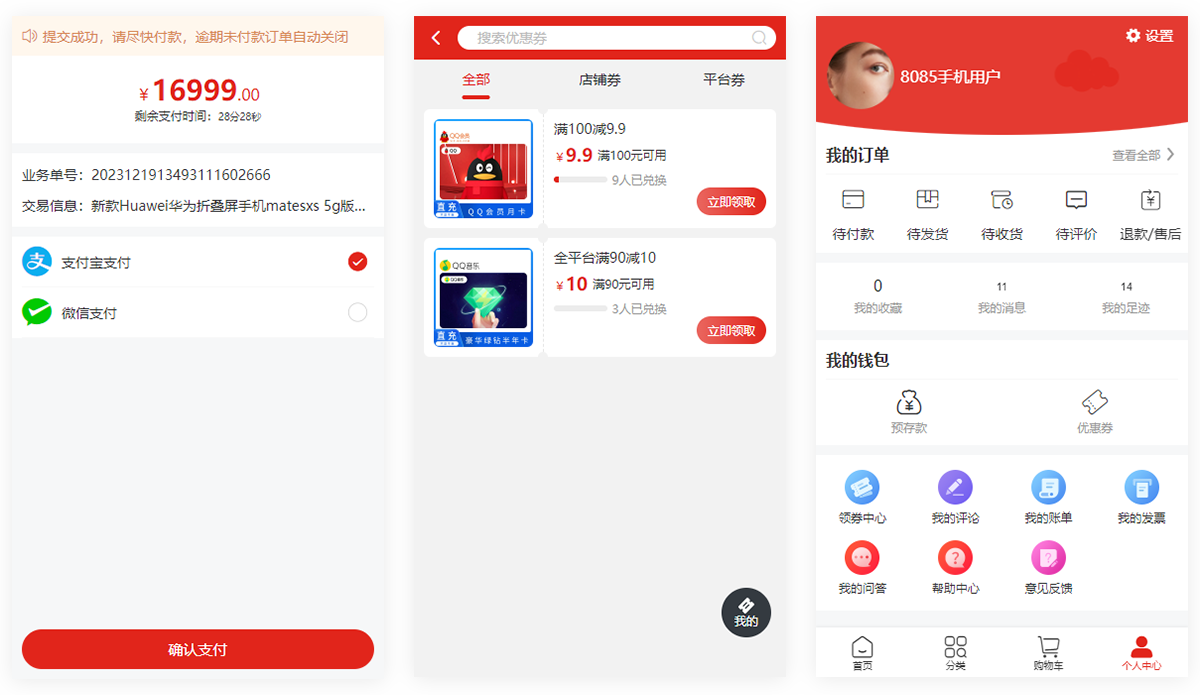 提交成功，请尽快付款，逾期未付款订单自动关闭
¥16999.00
剩余支付时间：28分28秒
业务单号：2023121913493111602666
交易信息：新款Huawei华为折叠屏手机matesxs 5g版...
支付宝支付
微信支付
确认支付
搜索优惠券
全部 店铺券 平台券
QQ会员
QQ
直充
QQ会员月卡
满100减9.9
¥9.9 满100元可用
9人已兑换
立即领取
QQ音乐
直充
豪华绿钻半年卡
全平台满90减10
¥10 满90元可用
3人已兑换
立即领取
我的
设置
8085手机用户
我的订单 查看全部
待付款 待发货 待收货 待评价 退款/售后
0 11 14
我的收藏 我的消息 我的足迹
我的钱包
预存款 优惠券
领券中心 我的评论 我的账单 我的发票
我的问答 帮助中心 意见反馈
首页 分类 购物车 个人中心